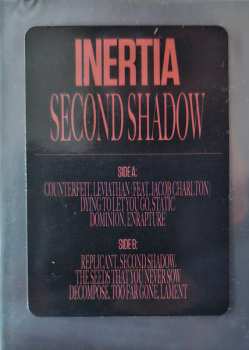 INERTIA
SECOND SHADOW
SIDE A:
COUNTERFEIT, LEVIATHAN (FEAT. JACOB CHARLTON)
DYING TO LET YOU GO, STATIC
DOMINION, ENRAPTURE
SIDE B:
REPLICANT, SECOND SHADOW,
THE SEEDS THAT YOU NEVER SOW,
DECOMPOSE, TOO FAR GONE, LAMENT